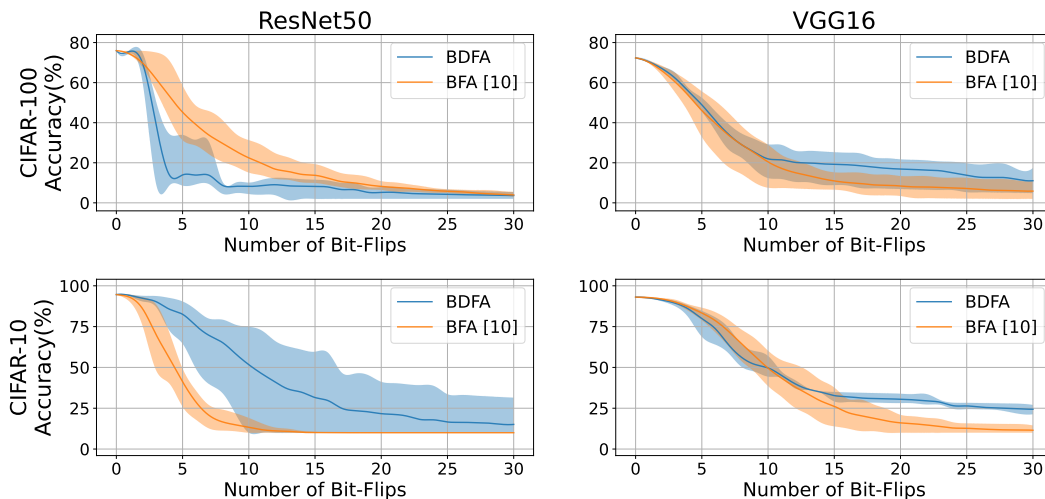 ResNet50
VGG16
CIFAR-100
Accuracy(%)
80
60
40
20
0
BDFA
BFA [10]
0 5 10 15 20 25 30
Number of Bit-Flips
80
60
40
20
0
BDFA
BFA [10]
0 5 10 15 20 25 30
Number of Bit-Flips
CIFAR-10
Accuracy(%)
100
75
50
25
0
BDFA
BFA [10]
0 5 10 15 20 25 30
Number of Bit-Flips
100
75
50
25
0
BDFA
BFA [10]
0 5 10 15 20 25 30
Number of Bit-Flips